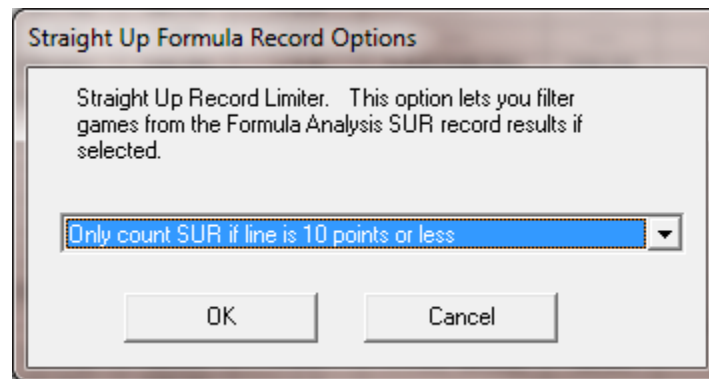 Straight Up Formula Record Options
Straight Up Record Limiter.   This option lets you filter
games from the Formula Analysis SUR record results if
selected.
Only count SUR if line is 10 points or less
OK Cancel